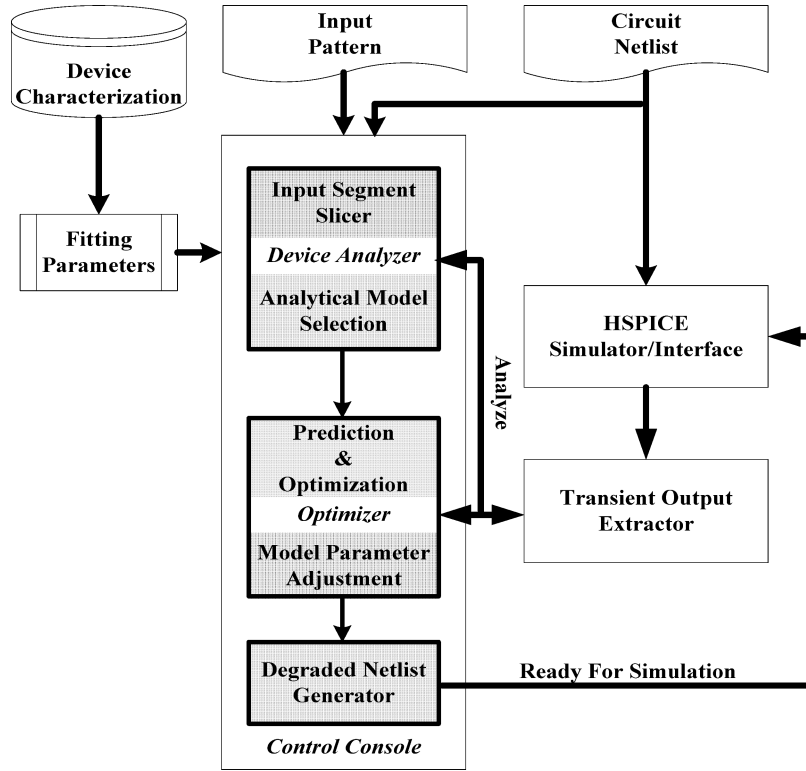 Input
Pattern
Circuit
Netlist
Device
Characterization
Fitting
Parameters
Input Segment
Slicer
Device Analyzer
Analytical Model
Selection
HSPICE
Simulator/Interface
Analyze
Prediction
&
Optimization
Optimizer
Model Parameter
Adjustment
Transient Output
Extractor
Degraded Netlist
Generator
Ready For Simulation
Control Console